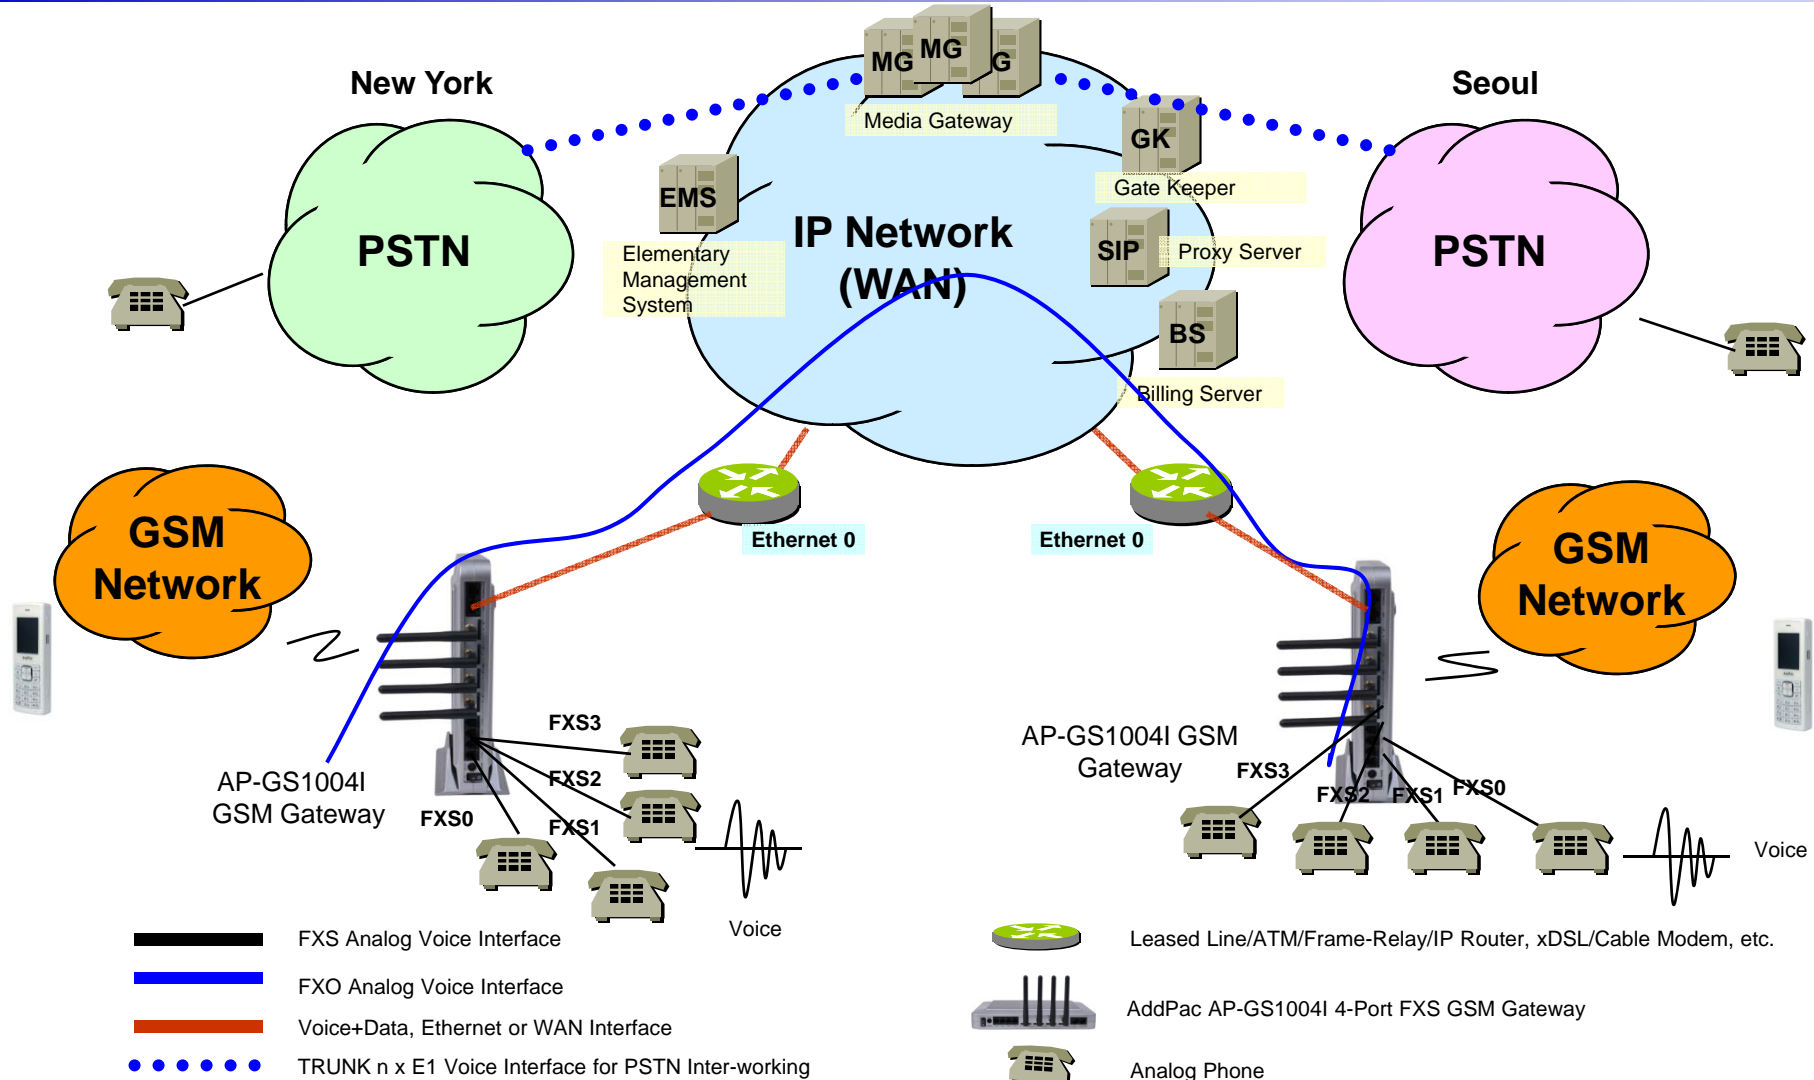 New York
Seoul
MG
MG
G
Media Gateway
GK
Gate Keeper
EMS
Elementary
Management
System
IP Network
(WAN)
SIP
Proxy Server
BS
Billing Server
PSTN
PSTN
GSM
Network
GSM
Network
Ethernet 0
Ethernet 0
AP-GS1004I
GSM Gateway
FXS3
FXS2
FXS1
FXS0
Voice
AP-GS1004I GSM
Gateway
FXS3
FXS2
FXS1
FXS0
Voice
FXS Analog Voice Interface
FXO Analog Voice Interface
Voice+Data, Ethernet or WAN Interface
TRUNK n x E1 Voice Interface for PSTN Inter-working
Leased Line/ATM/Frame-Relay/IP Router, xDSL/Cable Modem, etc.
AddPac AP-GS1004I 4-Port FXS GSM Gateway
Analog Phone